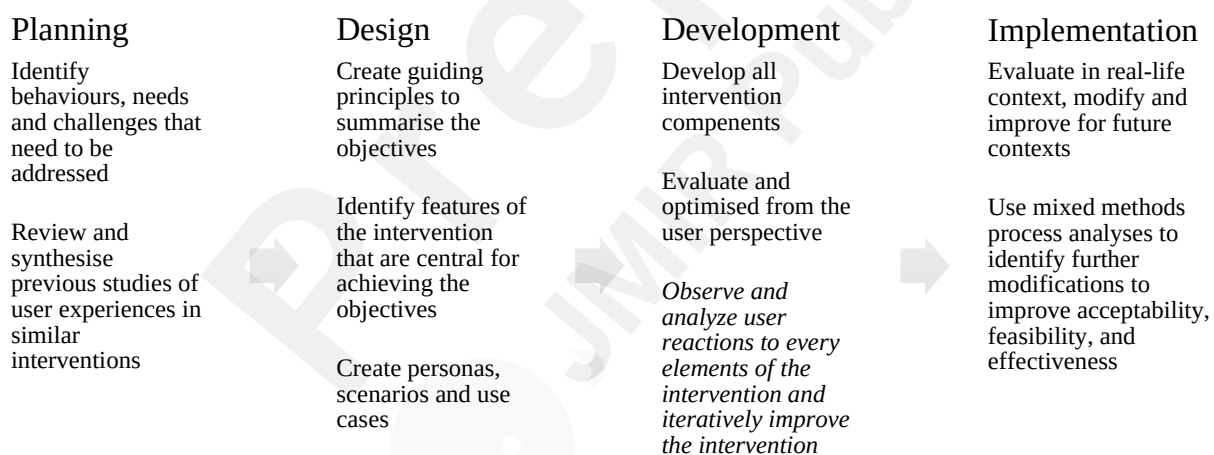 Planning
Identify
behaviours, needs
and challenges that
need to be
addressed
Review and
synthesise
previous studies of
user experiences in
similar
interventions
Design
Create guiding
principles to
summarise the
objectives
Identify features of
the intervention
that are central for
achieving the
objectives
Create personas,
scenarios and use
cases
Development
Develop all
intervention
compenents
Evaluate and
optimised from the
user perspective
Observe and
analyze user
reactions to every
elements of the
intervention and
iteratively improve
the intervention
Implementation
Evaluate in real-life
context, modify and
improve for future
contexts
Use mixed methods
process analyses to
identify further
modifications to
improve acceptability,
feasibility, and
effectiveness